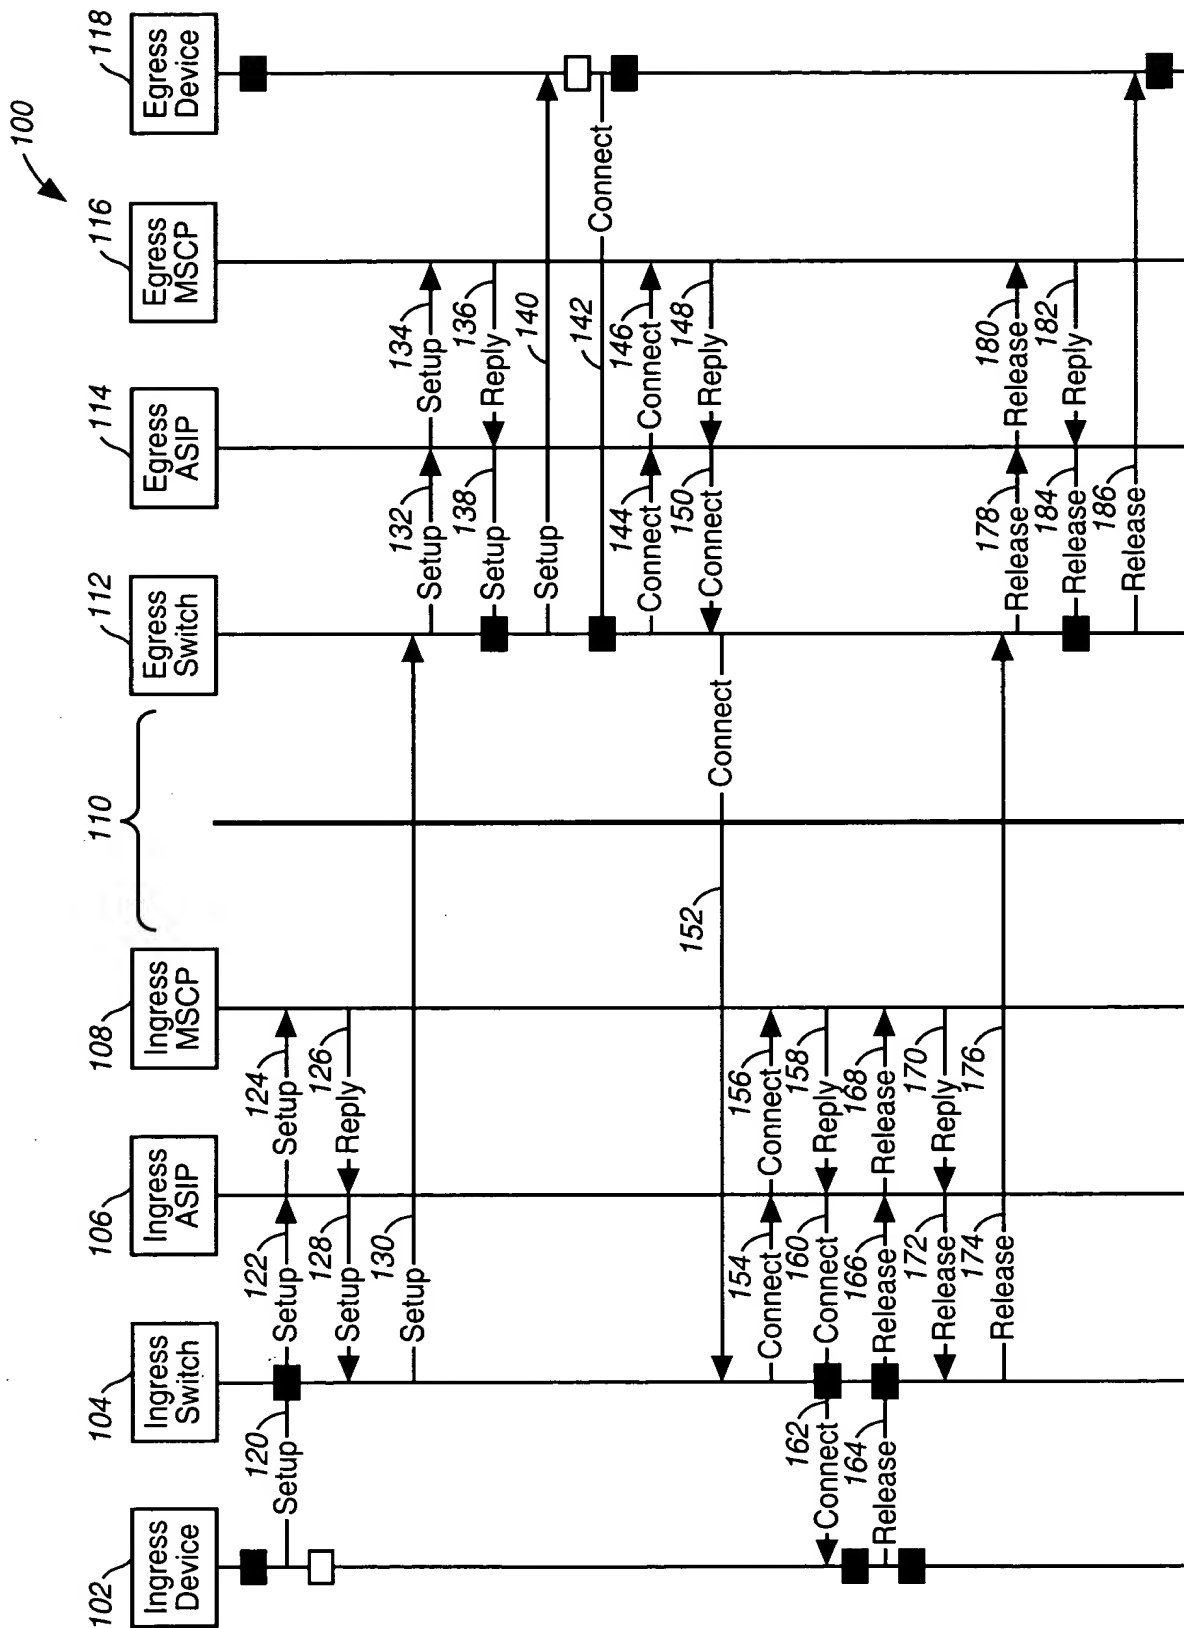 100
102
Ingress
Device
104
Ingress
Switch
106
Ingress
ASIP
108
Ingress
MSCP
110
112
Egress
Switch
114
Egress
ASIP
116
Egress
MSCP
118
Egress
Device
120
Setup
122
Setup
124
Setup
126
Reply
128
Setup
130
Setup
132
Setup
134
Setup
136
Reply
138
Setup
140
Setup
142
Connect
144
Connect
146
Connect
148
Reply
150
Connect
152
Connect
154
Connect
156
Connect
158
Reply
160
Connect
162
Connect
164
Release
166
Release
168
Release
170
Reply
172
Release
174
Release
176
178
Release
180
Release
182
Reply
184
Release
186
Release